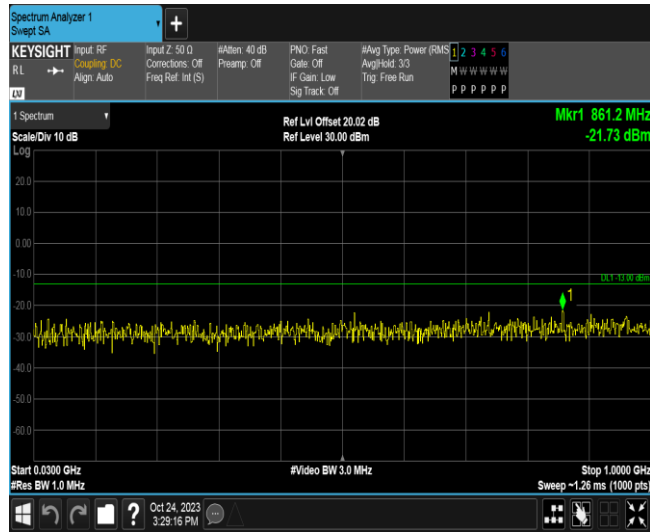 Spectrum Analyzer 1
Swept SA
KEYSIGHT
RL
LXI
Input: RF
Coupling: DC
Align: Auto
Input Z: 50 Ω
Corrections: Off
Freq Ref: Int (S)
#Atten: 40 dB
Preamp: Off
PNO: Fast
Gate: Off
IF Gain: Low
Sig Track: Off
#Avg Type: Power (RMS
Avg|Hold: 3/3
Trig: Free Run
1 2 3 4 5 6
M W W W W W
P P P P P P
1 Spectrum
Scale/Div 10 dB
Ref Lvl Offset 20.02 dB
Ref Level 30.00 dBm
Mkr1 861.2 MHz
-21.73 dBm
Log
20.0
10.0
0.00
-10.0
DL1 -13.00 dBm
1
-20.0
-30.0
-40.0
-50.0
-60.0
Start 0.0300 GHz
#Res BW 1.0 MHz
#Video BW 3.0 MHz
Stop 1.0000 GHz
Sweep ~1.26 ms (1000 pts)
?
Oct 24, 2023
3:29:16 PM